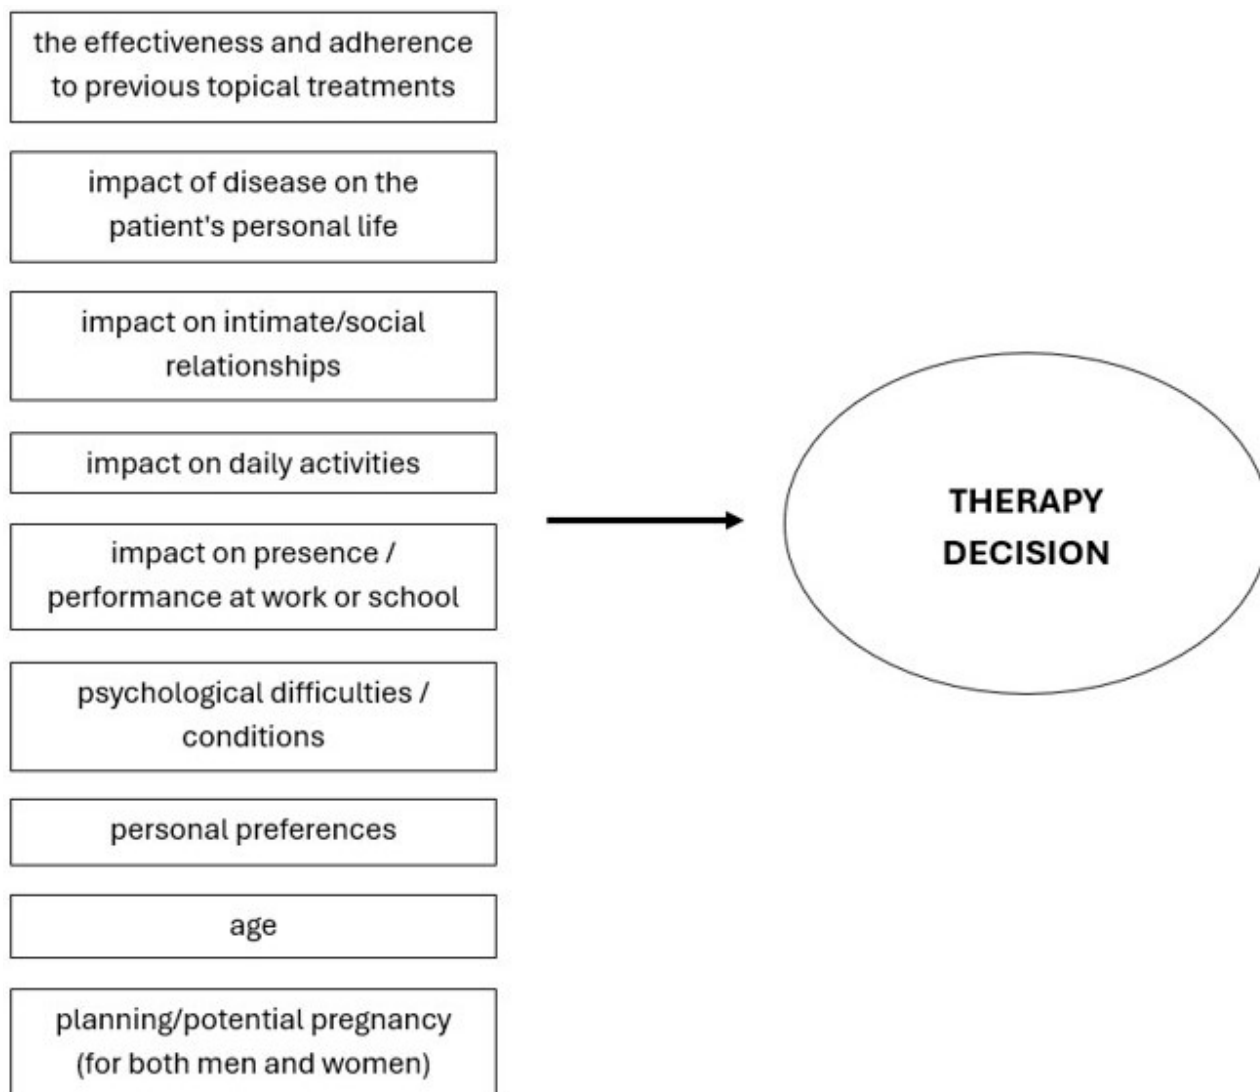 the effectiveness and adherence
to previous topical treatments
impact of disease on the
patient's personal life
impact on intimate/social
relationships
impact on daily activities
impact on presence /
performance at work or school
psychological difficulties /
conditions
personal preferences
age
planning/potential pregnancy
(for both men and women)
THERAPY
DECISION